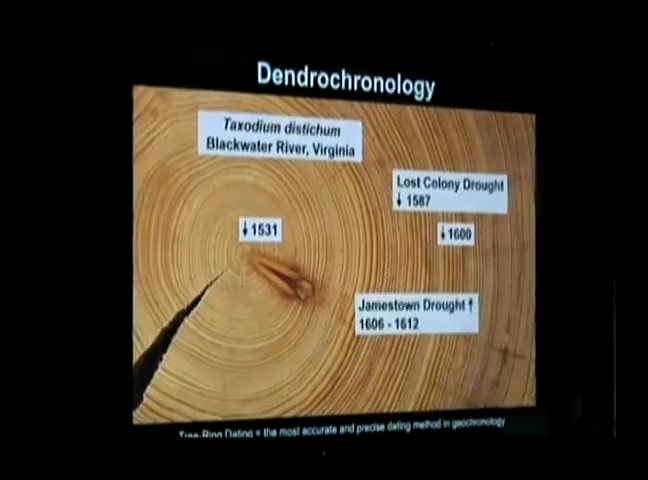 Dendrochronology
Taxodium distichum
Blackwater River, Virginia
Lost Colony Drought
↓ 1587
↓1531
↓1600
Jamestown Drought ↑
1606 - 1612
Tree-Ring Dating = the most accurate and precise dating method in geochronology